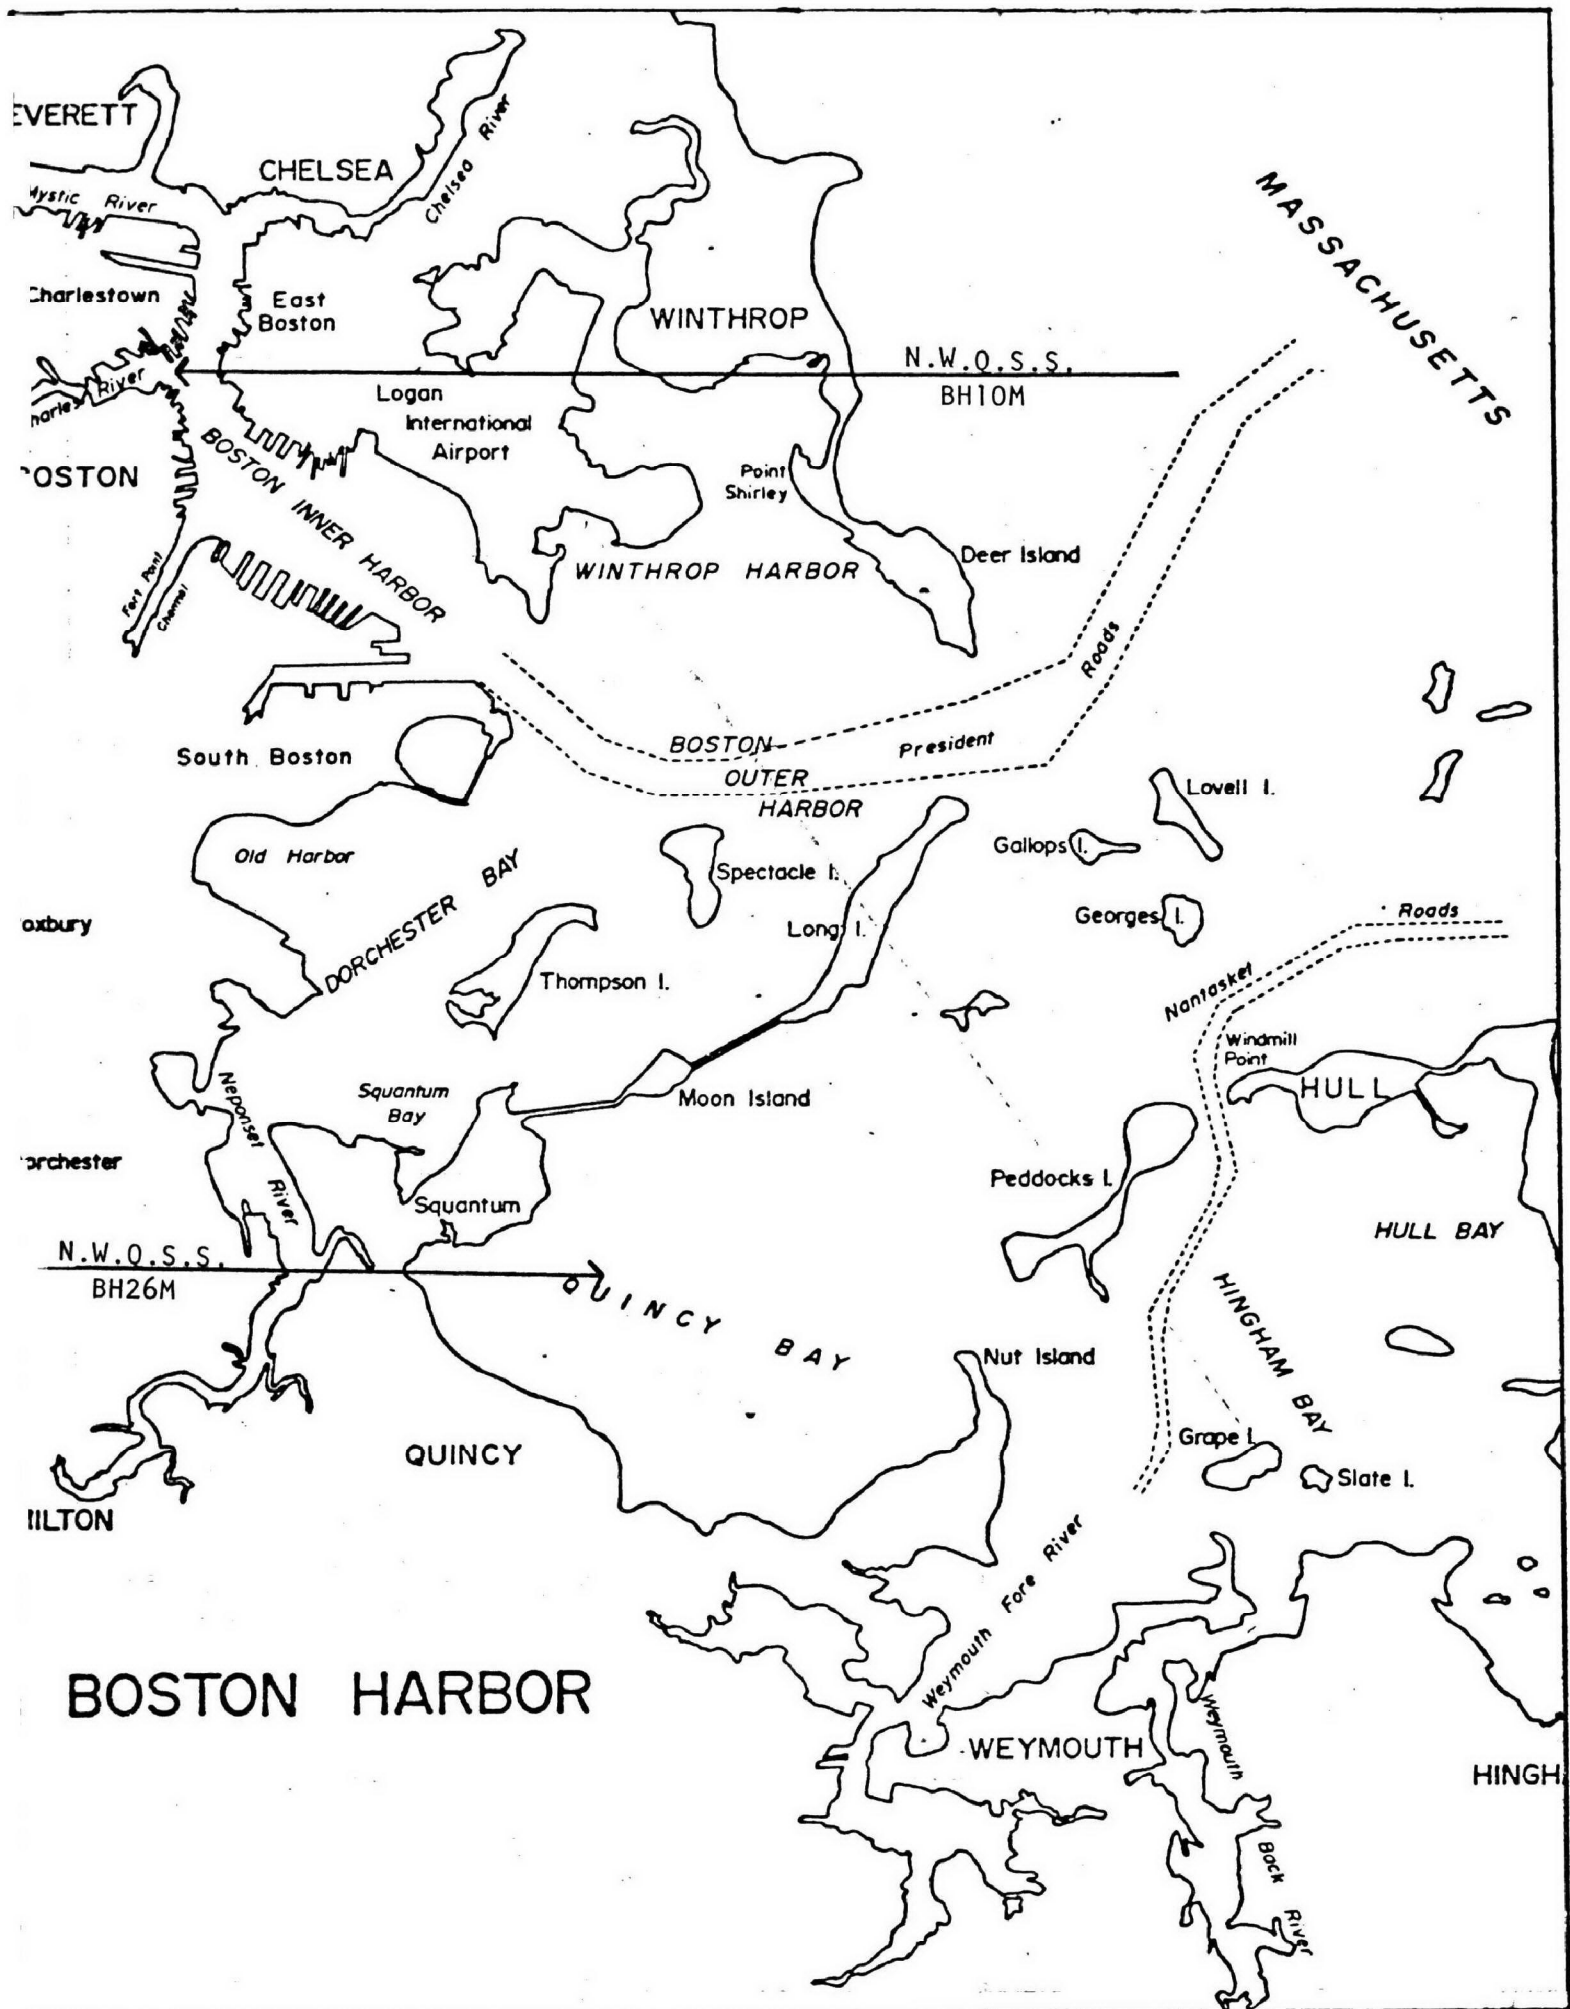 EVERETT
CHELSEA
Chelsea River
Mystic River
Charlestown
East
Boston
WINTHROP
MASSACHUSETTS
N.W.Q.S.S.
BH10M
River
Logan
International
Airport
BOSTON INNER HARBOR
OSTON
Point
Shirley
Fort Point
Channel
WINTHROP HARBOR
Deer Island
Roads
President
BOSTON
OUTER
HARBOR
South Boston
Lovell I.
Old Harbor
Gallops I.
Spectacle I.
DORCHESTER BAY
oxbury
Long I.
Georges I.
Roads
Nantasket
Thompson I.
Windmill
Point
HULL
Squantum
Bay
Moon Island
Neponset
River
orchester
Squantum
Peddocks I.
HULL BAY
N.W.Q.S.S.
BH26M
QUINCY BAY
HINGHAM BAY
Nut Island
QUINCY
Grape I.
Slate I.
ILTON
Weymouth Fore River
BOSTON HARBOR
WEYMOUTH
Weymouth
Back
River
HINGH